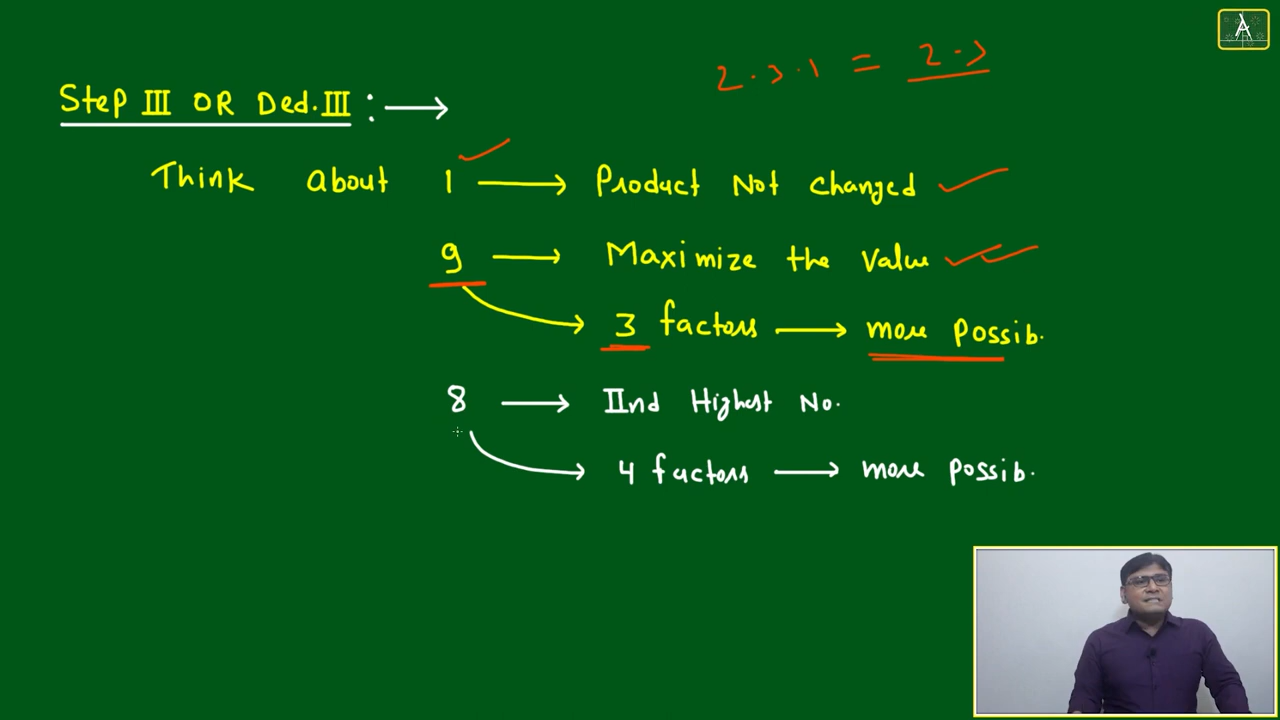 2·3·1 = 2·3
Step III OR Ded.III :→
Think about 1 → Product Not changed
9 → Maximize the value
3 factors → more possib.
8 → IInd Highest No.
4 factors → more possib.